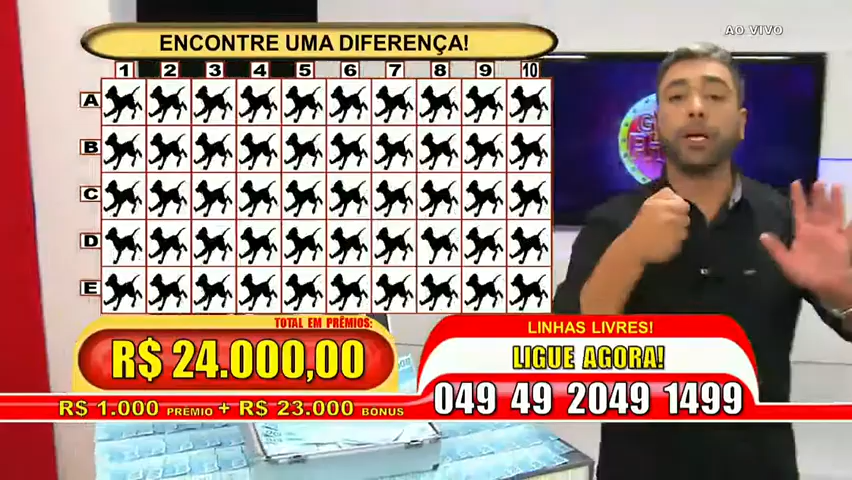 AO VIVO
ENCONTRE UMA DIFERENÇA!
1 2 3 4 5 6 7 8 9 10
A
B
C
D
E
TOTAL EM PRÊMIOS:
R$ 24.000,00
R$ 1.000 PRÊMIO + R$ 23.000 BONUS
LINHAS LIVRES!
LIGUE AGORA!
049 49 2049 1499